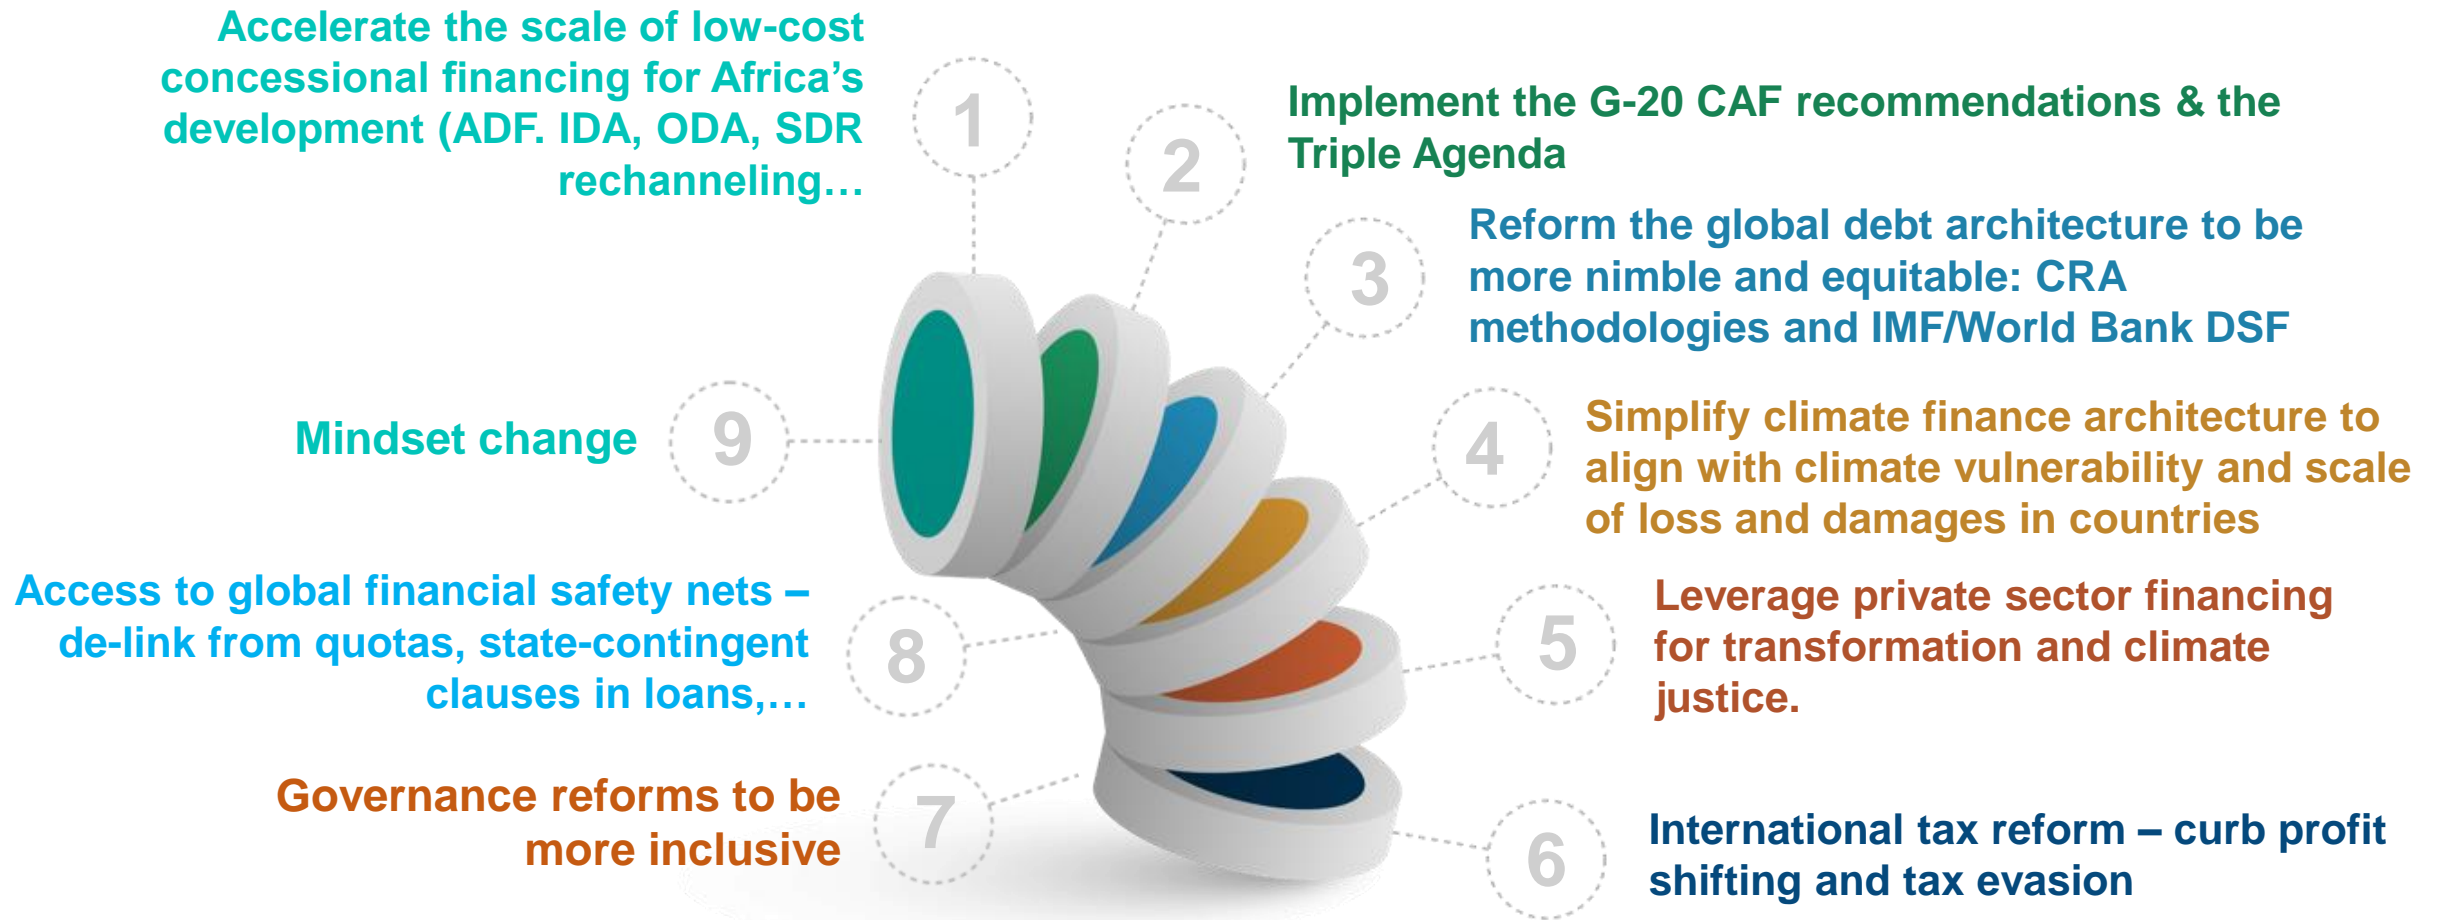 1
Accelerate the scale of low-cost
concessional financing for Africa’s
development (ADF. IDA, ODA, SDR
rechanneling…
2
Implement the G-20 CAF recommendations & the
Triple Agenda
3
Reform the global debt architecture to be
more nimble and equitable: CRA
methodologies and IMF/World Bank DSF
4
Simplify climate finance architecture to
align with climate vulnerability and scale
of loss and damages in countries
5
Leverage private sector financing
for transformation and climate
justice.
6
International tax reform – curb profit
shifting and tax evasion
7
Governance reforms to be
more inclusive
8
Access to global financial safety nets –
de-link from quotas, state-contingent
clauses in loans,…
9
Mindset change